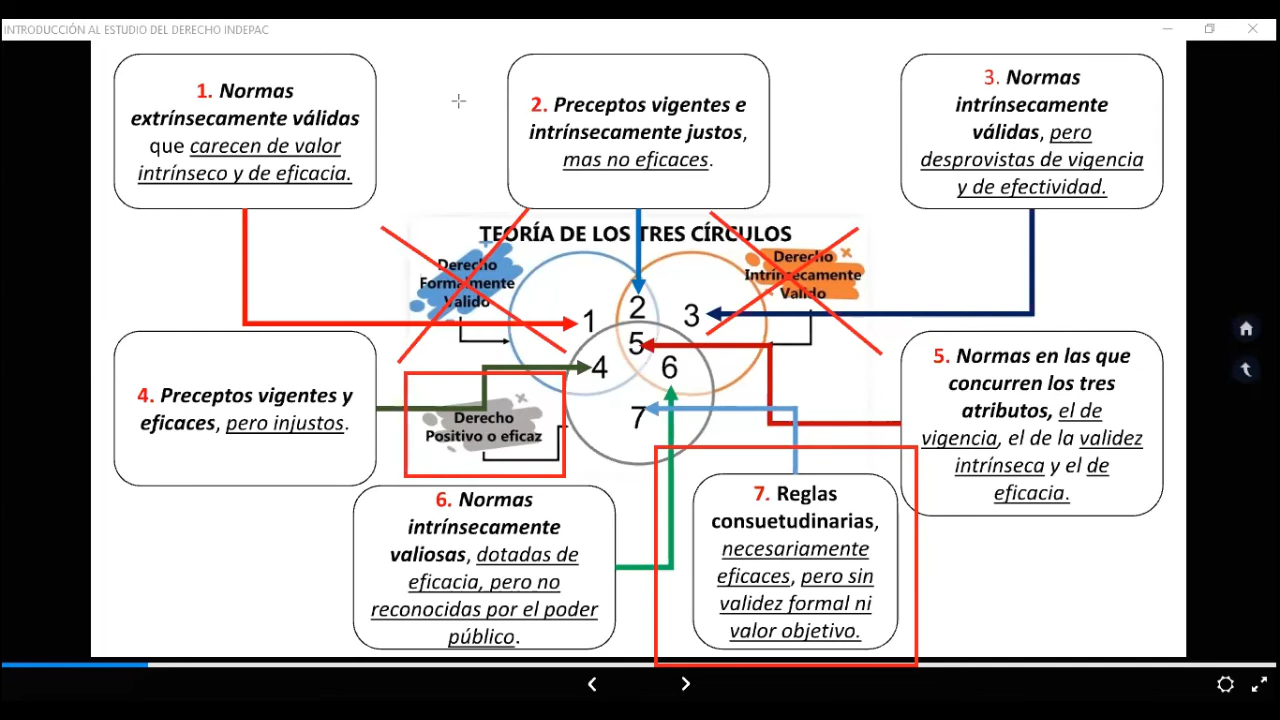 INTRODUCCIÓN AL ESTUDIO DEL DERECHO INDEPAC
1. Normas
extrínsecamente válidas
que carecen de valor
intrínseco y de eficacia.
2. Preceptos vigentes e
intrínsecamente justos,
mas no eficaces.
3. Normas
intrínsecamente
válidas, pero
desprovistas de vigencia
y de efectividad.
TEORÍA DE LOS TRES CÍRCULOS
Derecho
Formalmente
Valido
Derecho
Intrínsecamente
Valido
1
2
3
5
4
6
7
4. Preceptos vigentes y
eficaces, pero injustos.
Derecho
Positivo o eficaz
5. Normas en las que
concurren los tres
atributos, el de
vigencia, el de la validez
intrínseca y el de
eficacia.
6. Normas
intrínsecamente
valiosas, dotadas de
eficacia, pero no
reconocidas por el poder
público.
7. Reglas
consuetudinarias,
necesariamente
eficaces, pero sin
validez formal ni
valor objetivo.